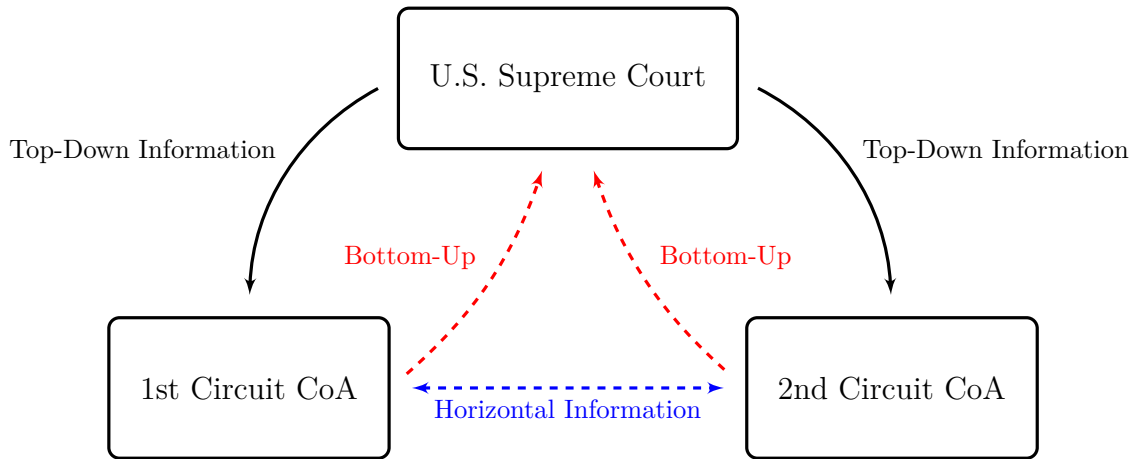 U.S. Supreme Court
Top-Down Information
Top-Down Information
Bottom-Up
Bottom-Up
1st Circuit CoA
2nd Circuit CoA
Horizontal Information